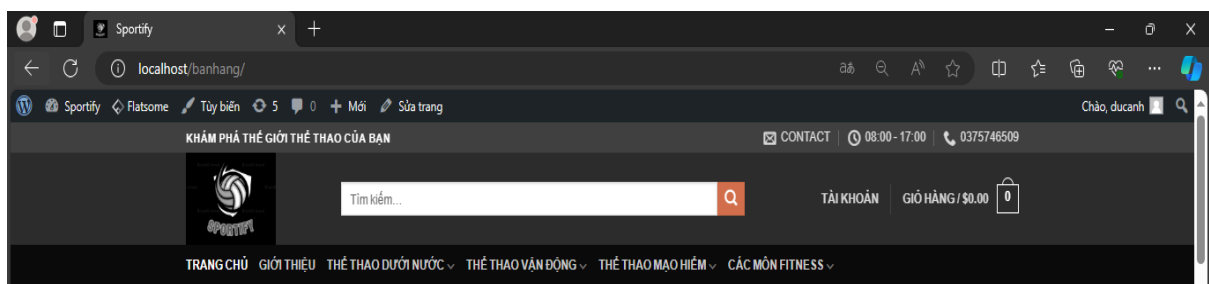 Sportify
localhost/banhang/
Sportify Flatsome Tùy biến 5 0 Mới Sửa trang Chào, ducanh
KHÁM PHÁ THẾ GIỚI THỂ THAO CỦA BẠN CONTACT 08:00 - 17:00 0375746509
SPORTIFY
Tìm kiếm... TÀI KHOẢN GIỎ HÀNG / $0.00 0
TRANG CHỦ GIỚI THIỆU THỂ THAO DƯỚI NƯỚC THỂ THAO VẬN ĐỘNG THỂ THAO MẠO HIỂM CÁC MÔN FITNESS